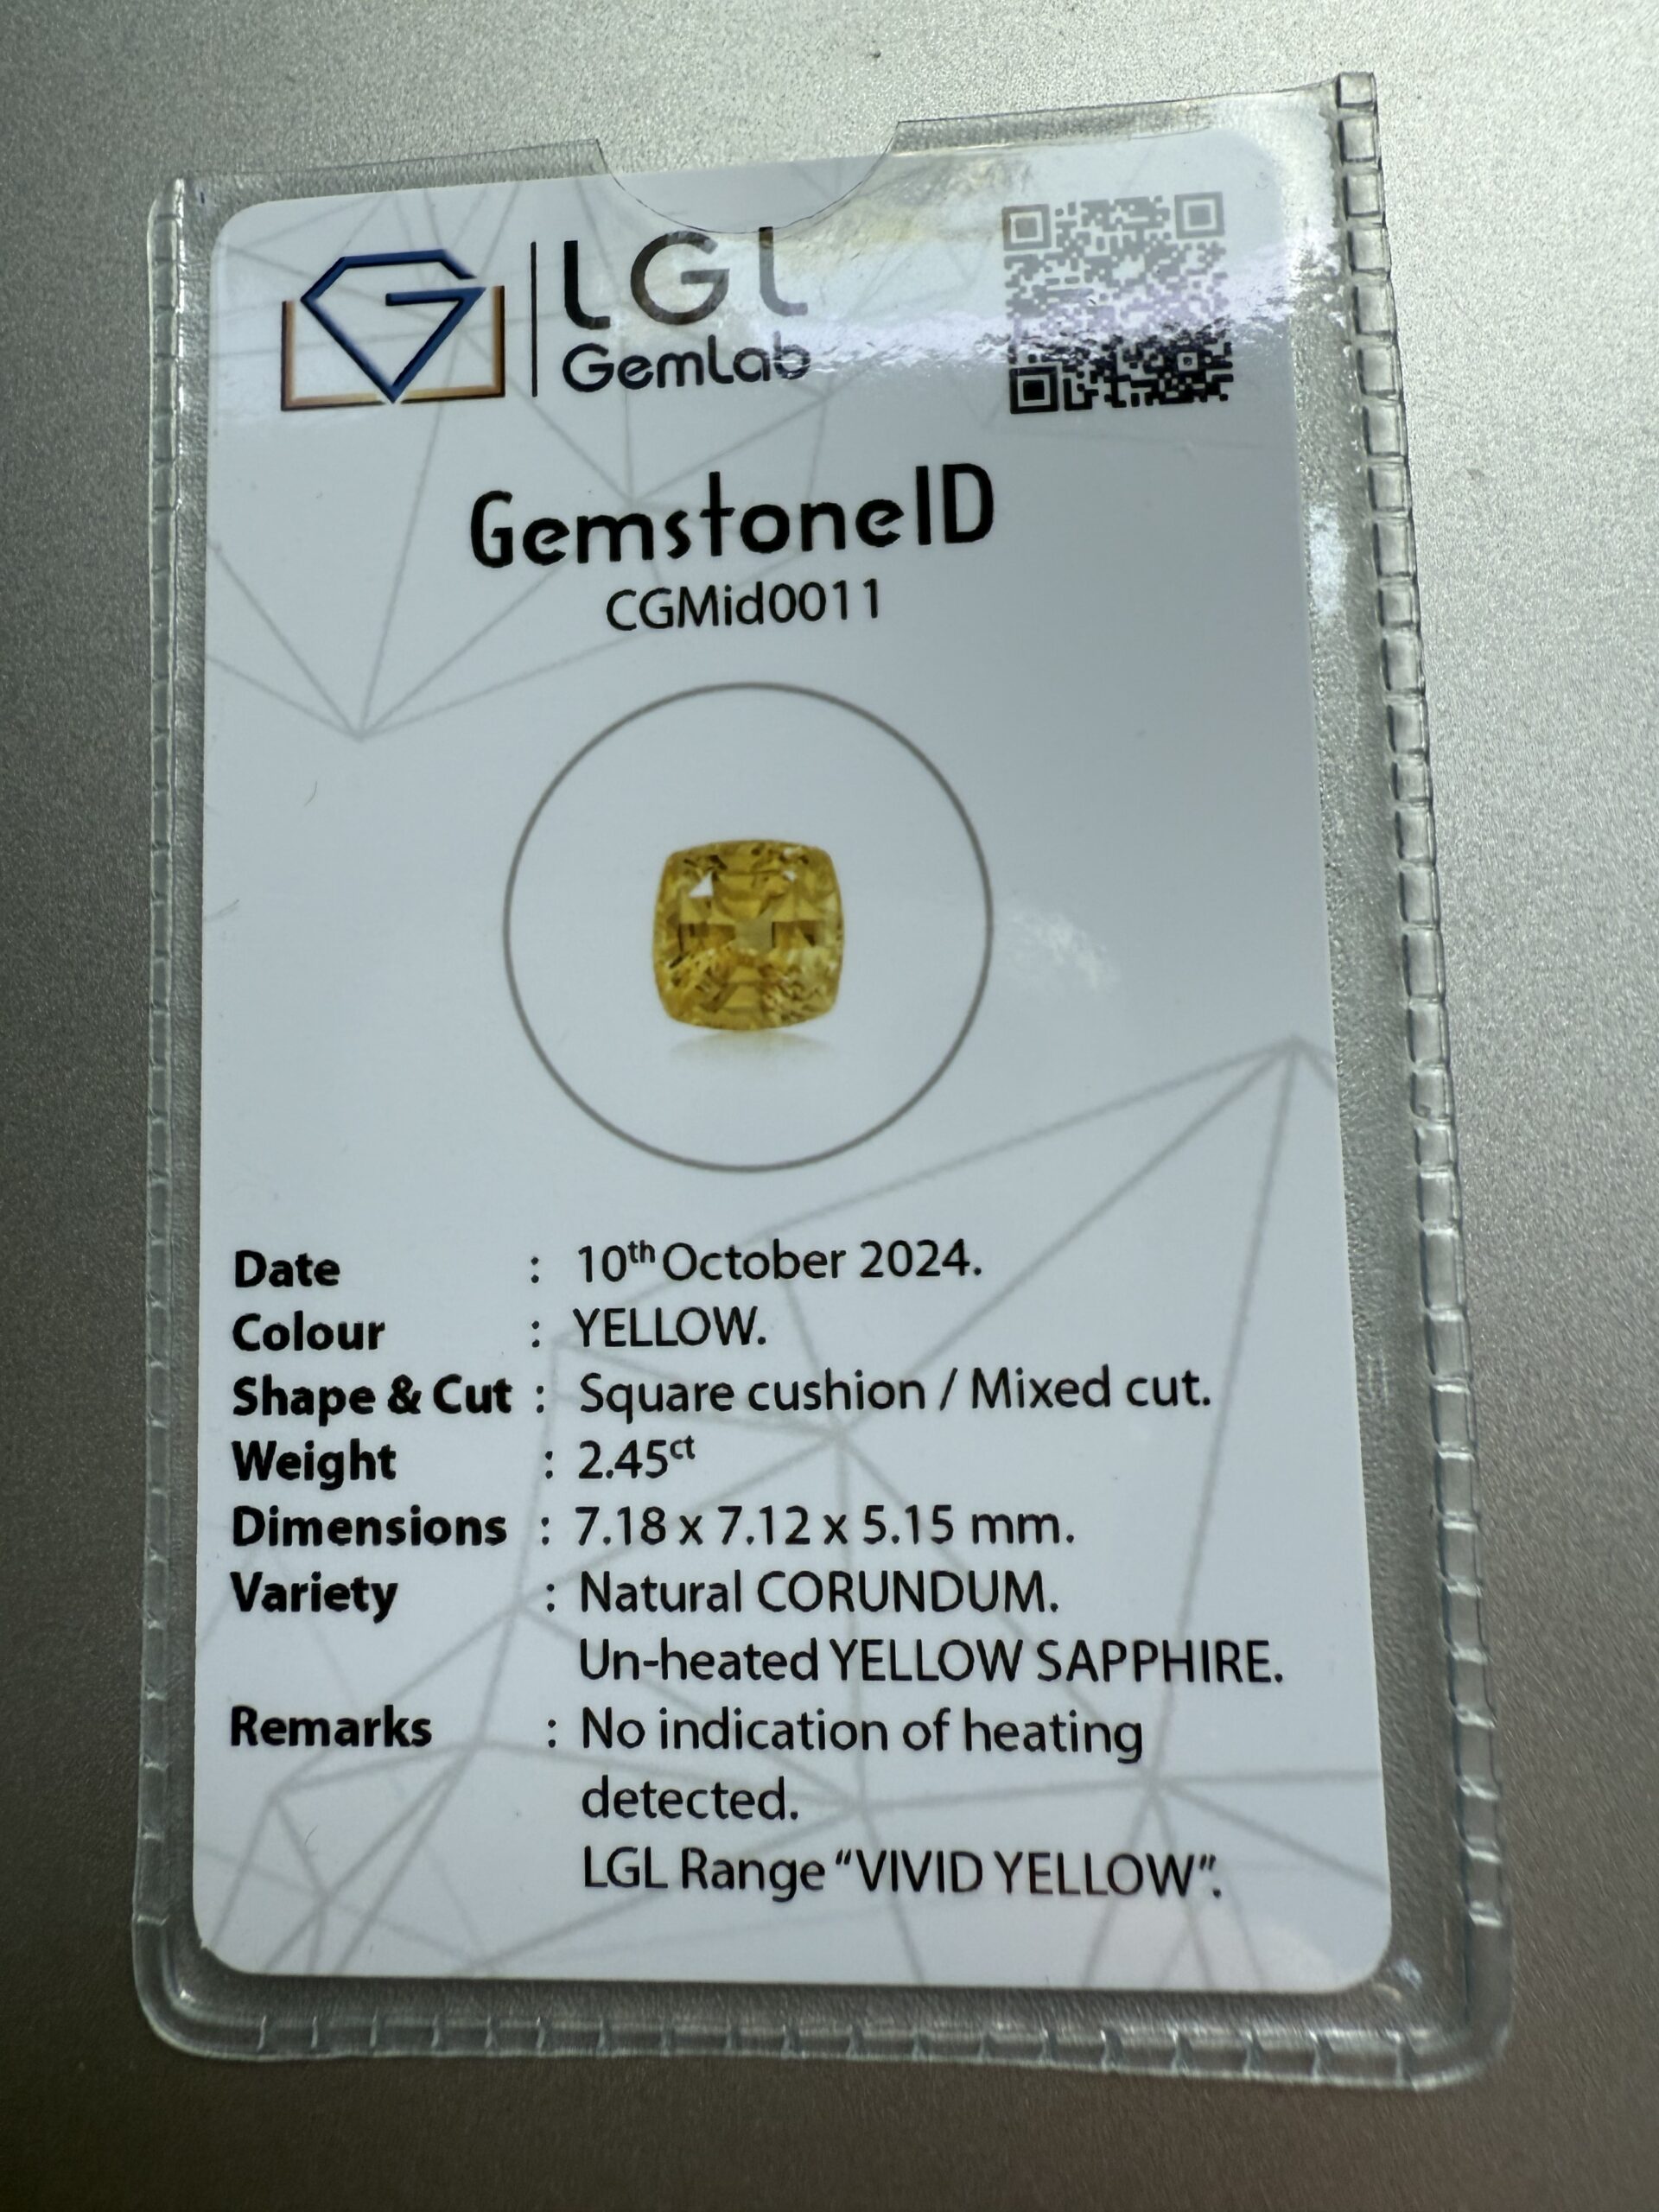 LGL
GemLab
GemstoneID
CGMid0011
Date : 10th October 2024.
Colour : YELLOW.
Shape & Cut : Square cushion / Mixed cut.
Weight : 2.45ct
Dimensions : 7.18 x 7.12 x 5.15 mm.
Variety : Natural CORUNDUM.
Un-heated YELLOW SAPPHIRE.
Remarks : No indication of heating
detected.
LGL Range “VIVID YELLOW”.